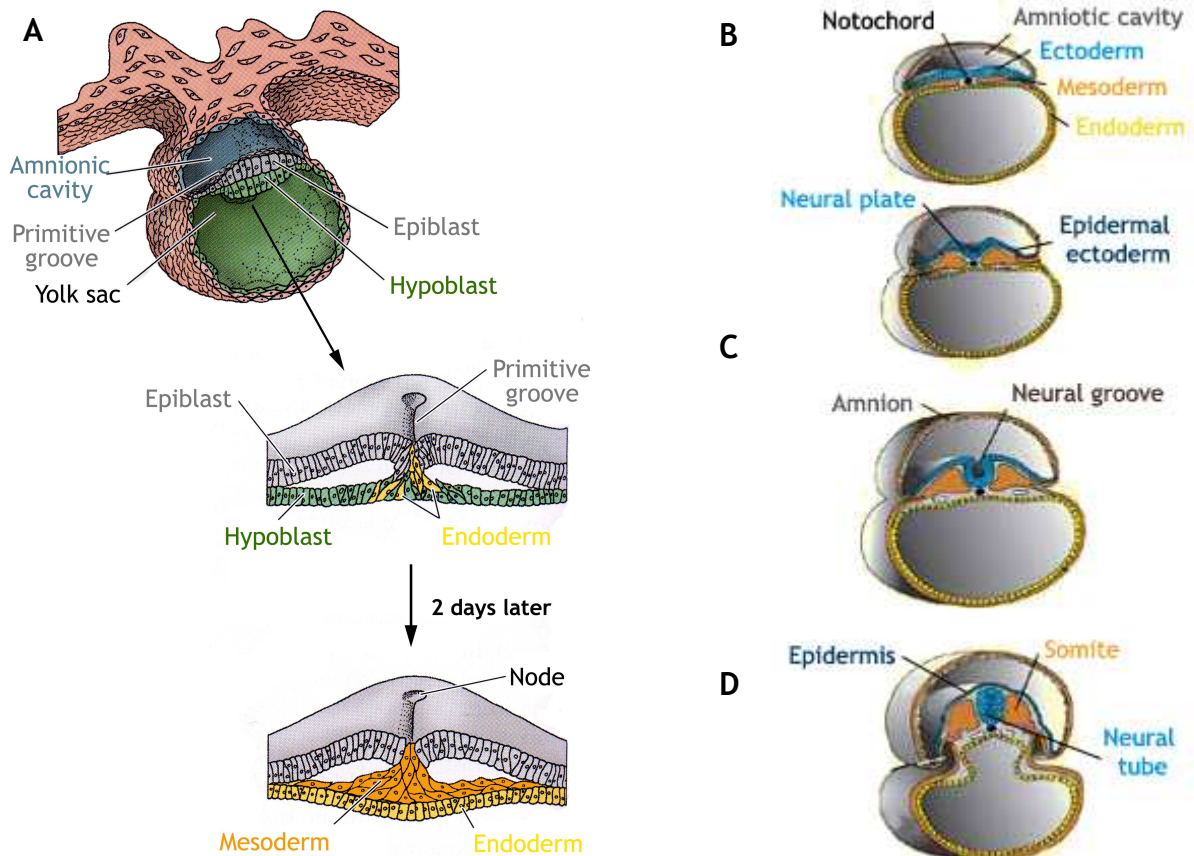 A
Amnionic
cavity
Primitive
groove
Yolk sac
Epiblast
Hypoblast
Epiblast
Primitive
groove
Hypoblast
Endoderm
2 days later
Node
Mesoderm
Endoderm
B
Notochord
Amniotic cavity
Ectoderm
Mesoderm
Endoderm
Neural plate
Epidermal
ectoderm
C
Amnion
Neural groove
D
Epidermis
Somite
Neural
tube